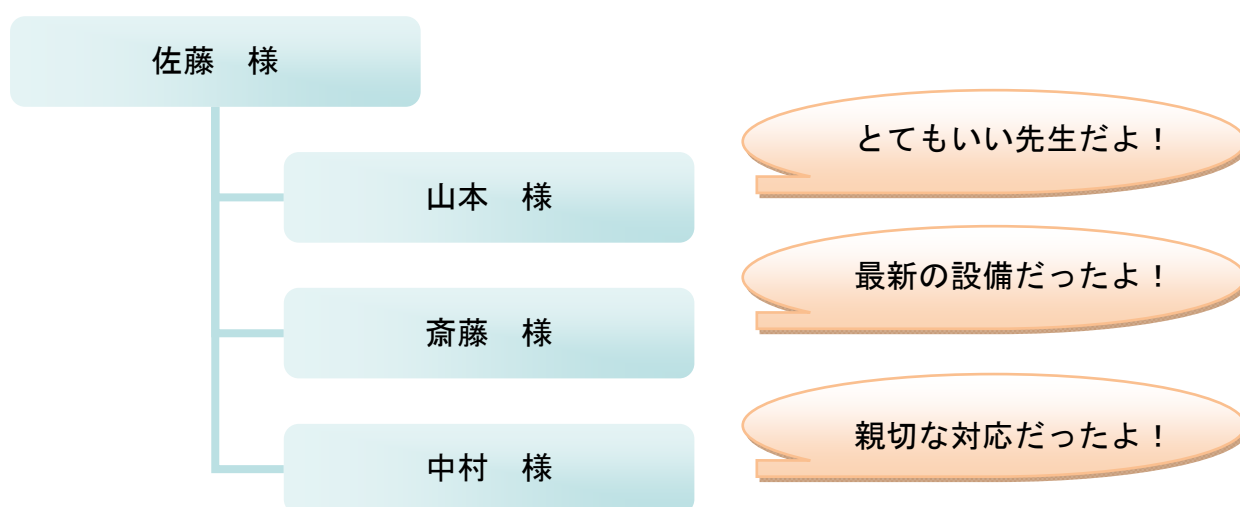 佐藤　様
山本　様
とてもいい先生だよ！
斎藤　様
最新の設備だったよ！
中村　様
親切な対応だったよ！